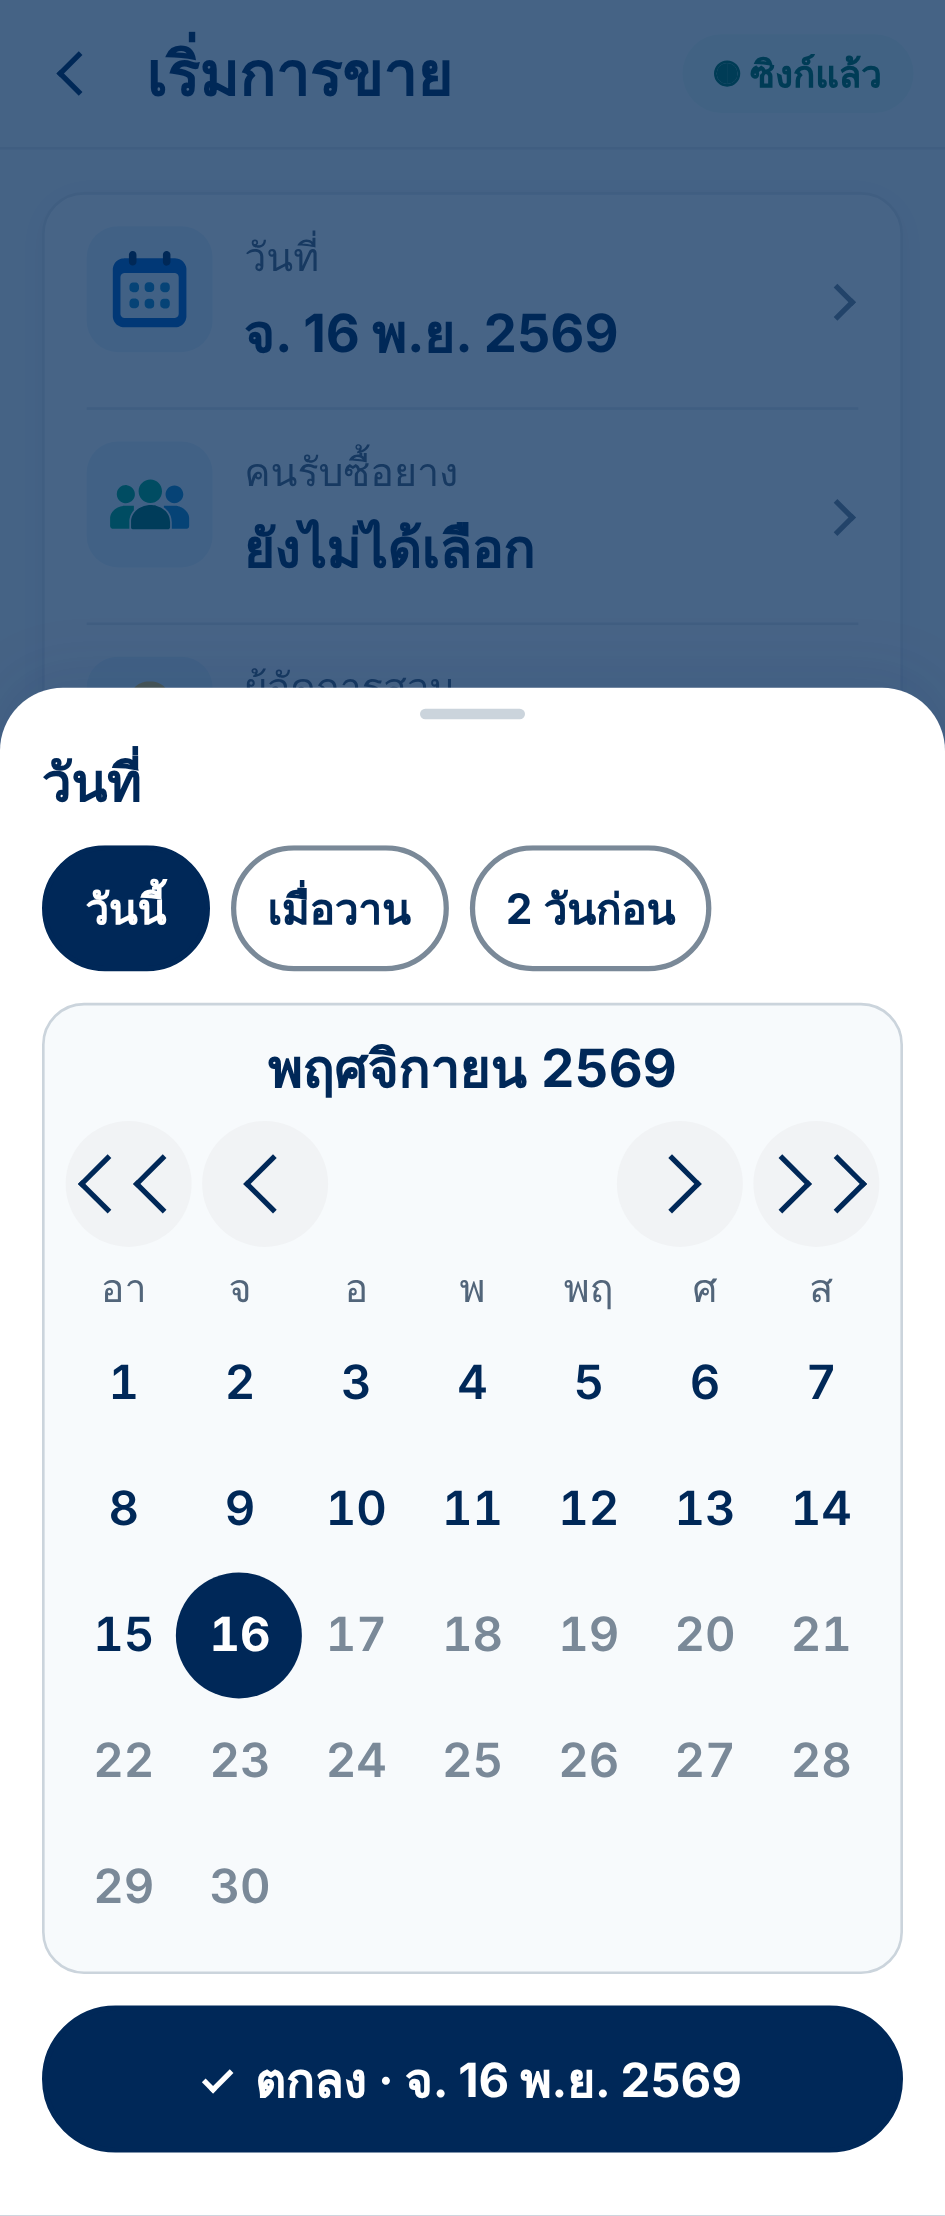 เริ่มการขาย
ซิงก์แล้ว
วันที่
จ. 16 พ.ย. 2569
คนรับซื้อยาง
ยังไม่ได้เลือก
วันที่
วันนี้ เมื่อวาน 2 วันก่อน
พฤศจิกายน 2569
อา จ อ พ พฤ ศ ส
1 2 3 4 5 6 7
8 9 10 11 12 13 14
15 16 17 18 19 20 21
22 23 24 25 26 27 28
29 30
ตกลง · จ. 16 พ.ย. 2569